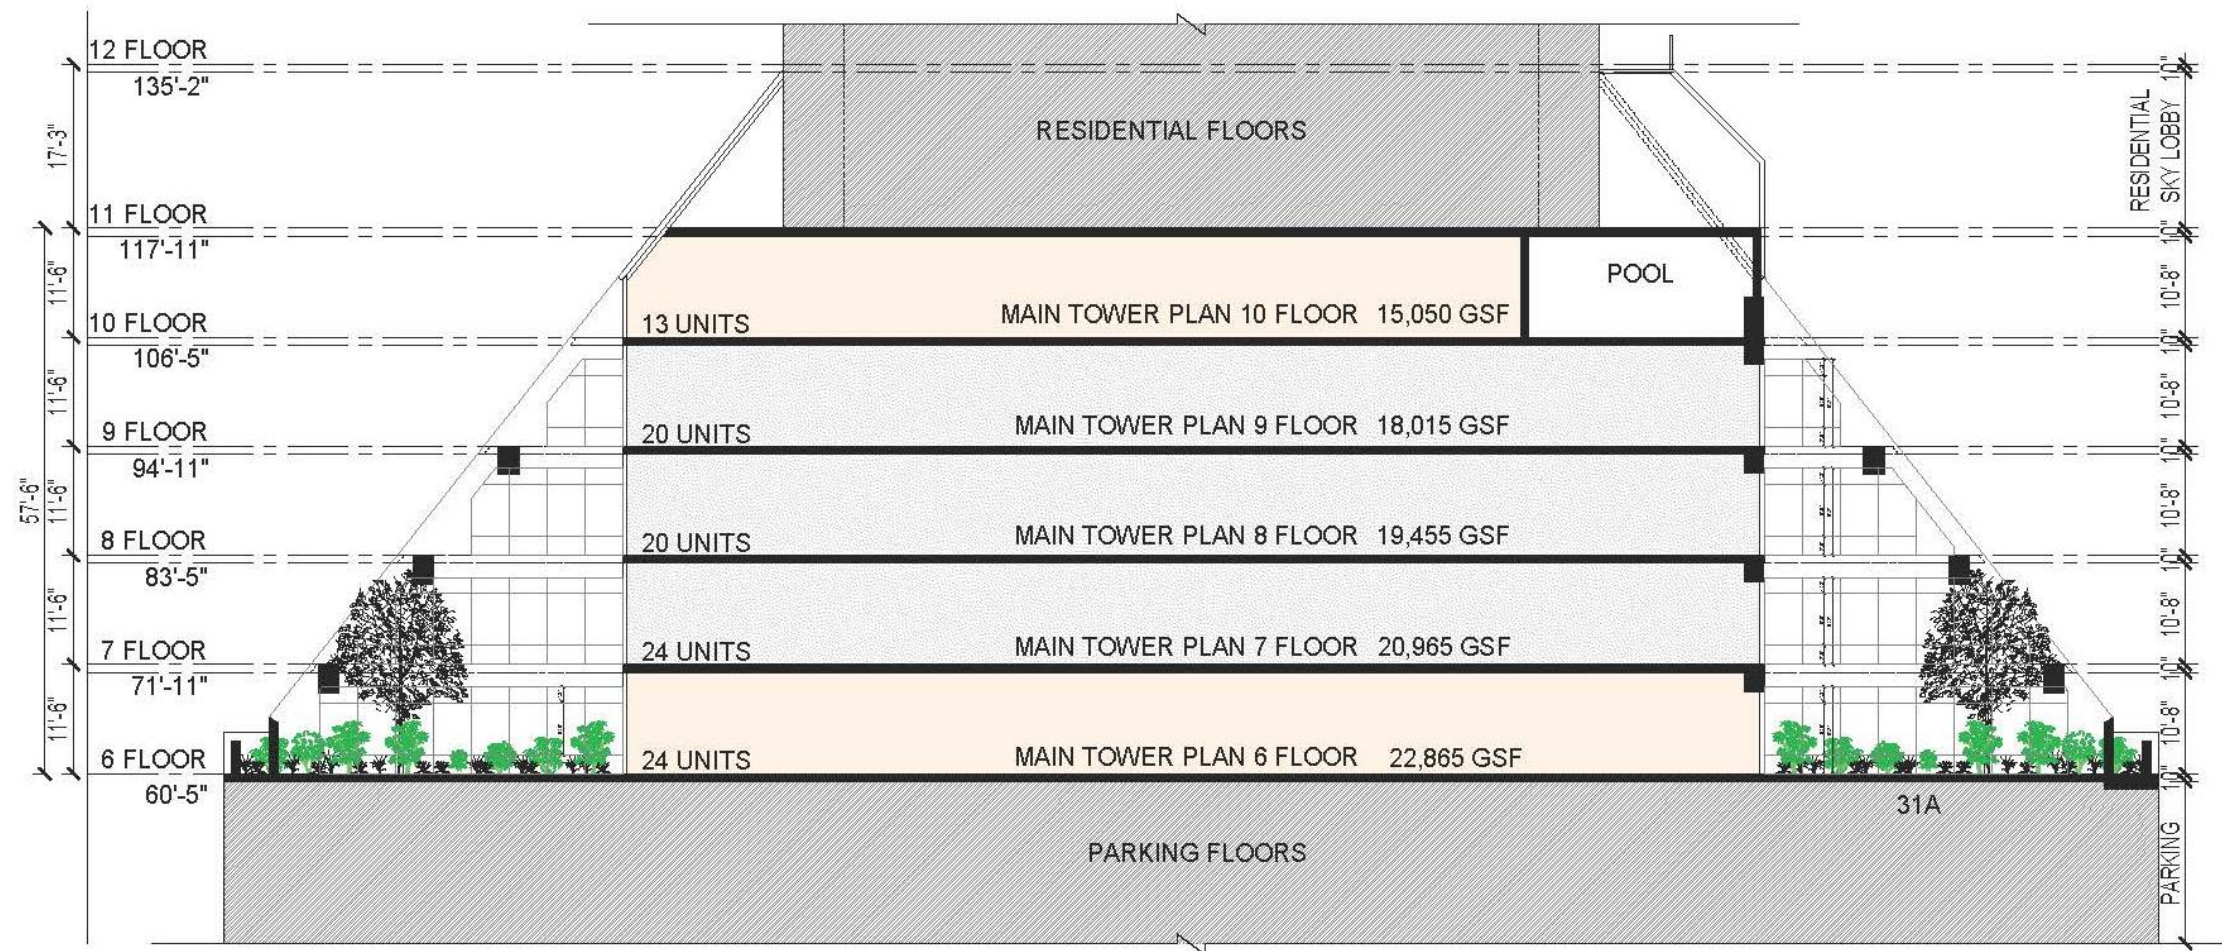 12 FLOOR
135'-2"
17'-3"
RESIDENTIAL FLOORS
RESIDENTIAL
SKY LOBBY
10"
11 FLOOR
117'-11"
10"
11'-6"
POOL
10'-8"
13 UNITS MAIN TOWER PLAN 10 FLOOR 15,050 GSF
10 FLOOR
106'-5"
10"
11'-6"
10'-8"
20 UNITS MAIN TOWER PLAN 9 FLOOR 18,015 GSF
9 FLOOR
94'-11"
10"
57'-6"
11'-6"
10'-8"
20 UNITS MAIN TOWER PLAN 8 FLOOR 19,455 GSF
8 FLOOR
83'-5"
10"
11'-6"
10'-8"
24 UNITS MAIN TOWER PLAN 7 FLOOR 20,965 GSF
7 FLOOR
71'-11"
10"
11'-6"
10'-8"
24 UNITS MAIN TOWER PLAN 6 FLOOR 22,865 GSF
6 FLOOR
60'-5"
10"
31A
PARKING FLOORS
PARKING